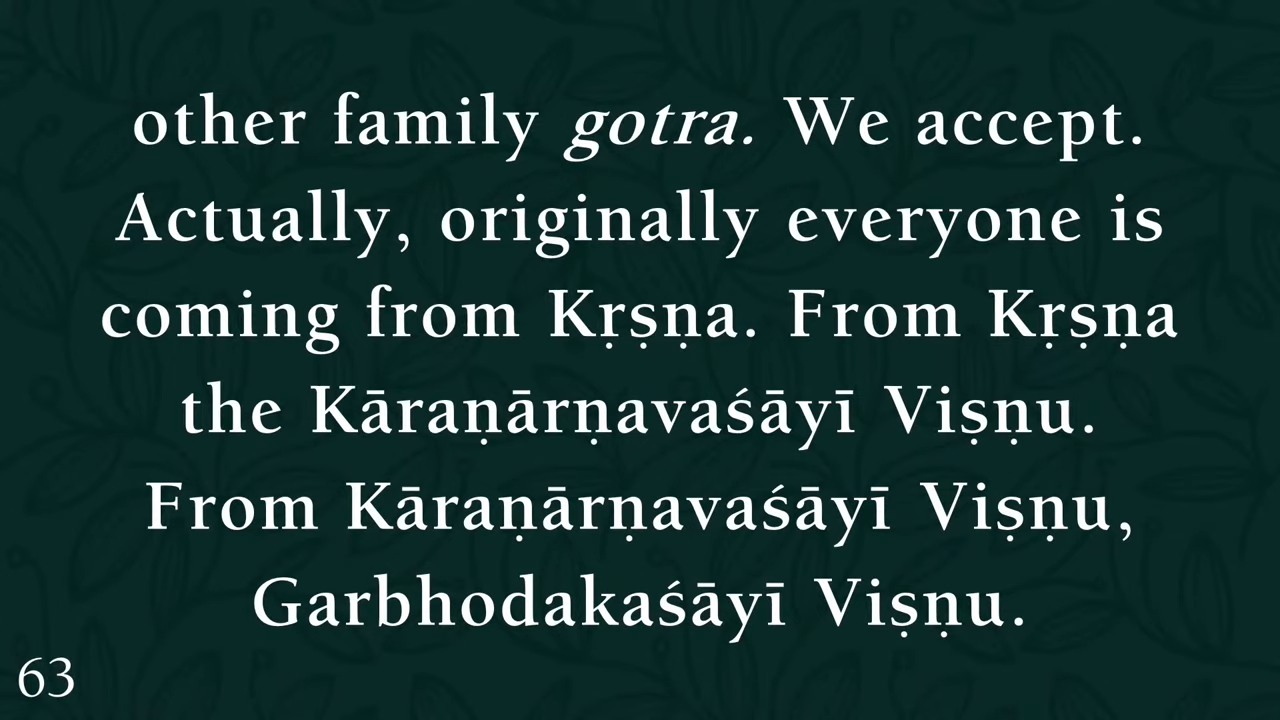 other family gotra. We accept.
Actually, originally everyone is
coming from Kṛṣṇa. From Kṛṣṇa
the Kāraṇārṇavaśāyī Viṣṇu.
From Kāraṇārṇavaśāyī Viṣṇu,
Garbhodakaśāyī Viṣṇu.
63